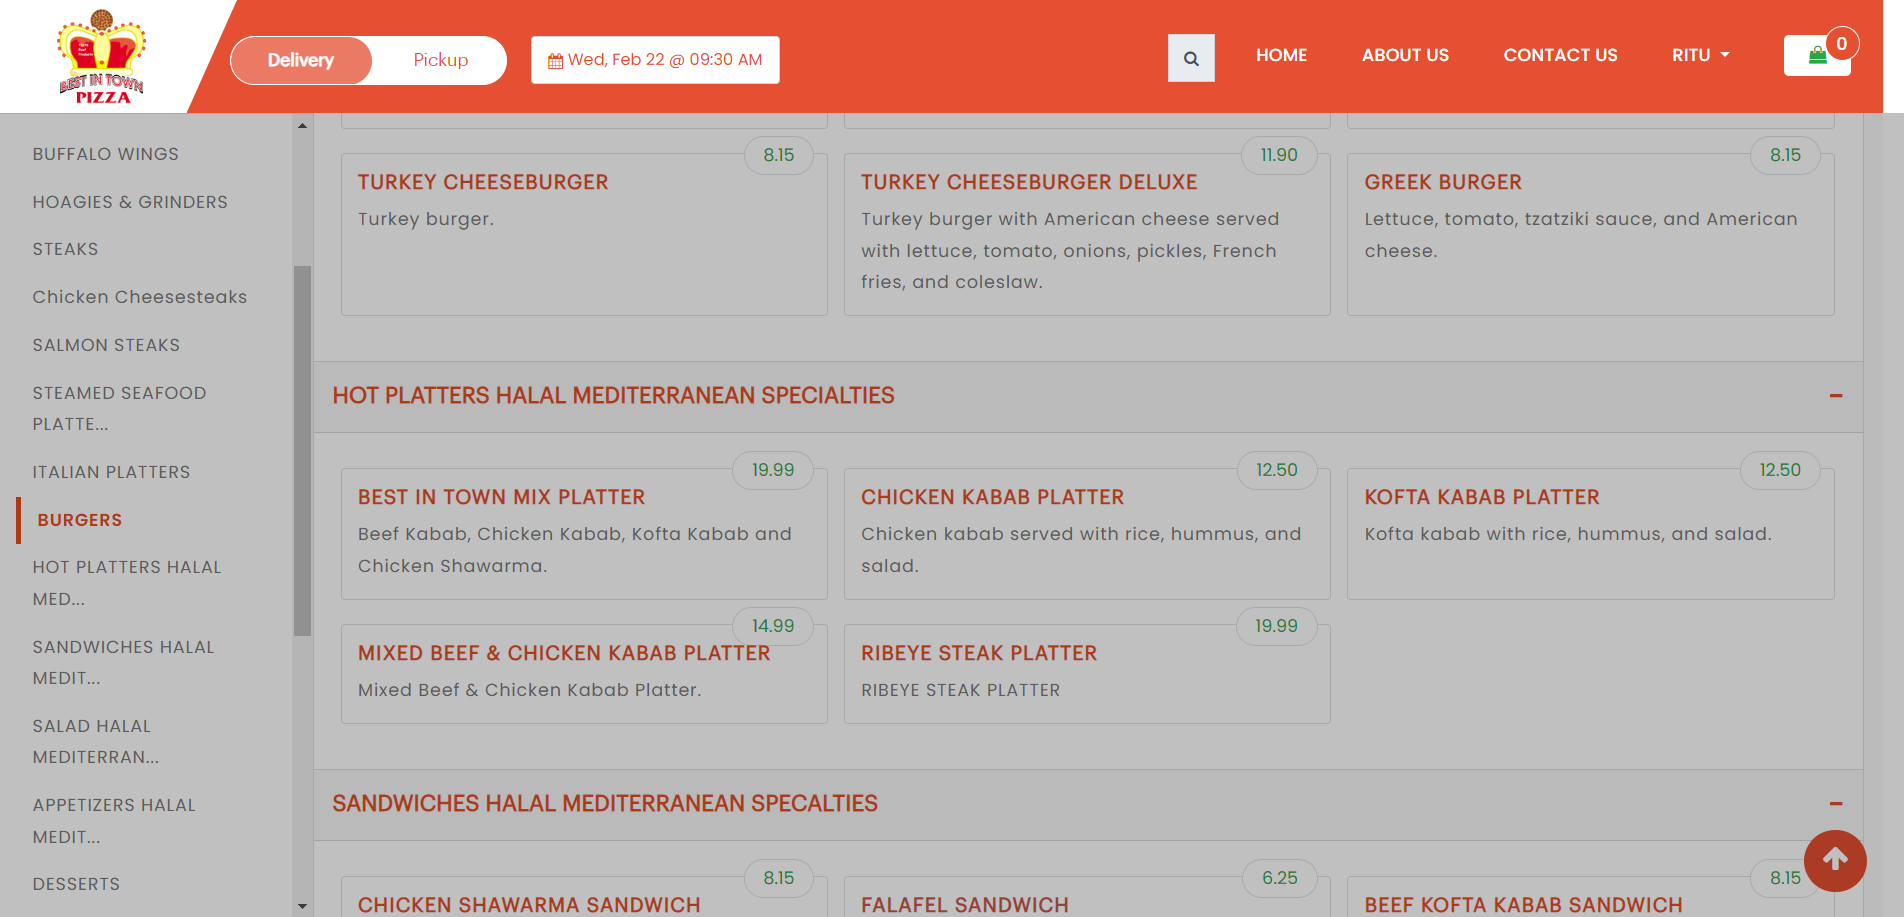 BEST IN TOWN
PIZZA
Delivery
Pickup
Wed, Feb 22 @ 09:30 AM
HOME
ABOUT US
CONTACT US
RITU
0
BUFFALO WINGS
HOAGIES & GRINDERS
STEAKS
Chicken Cheesesteaks
SALMON STEAKS
STEAMED SEAFOOD
PLATTE...
ITALIAN PLATTERS
BURGERS
HOT PLATTERS HALAL
MED...
SANDWICHES HALAL
MEDIT...
SALAD HALAL
MEDITERRAN...
APPETIZERS HALAL
MEDIT...
DESSERTS
8.15
TURKEY CHEESEBURGER
Turkey burger.
11.90
TURKEY CHEESEBURGER DELUXE
Turkey burger with American cheese served
with lettuce, tomato, onions, pickles, French
fries, and coleslaw.
8.15
GREEK BURGER
Lettuce, tomato, tzatziki sauce, and American
cheese.
HOT PLATTERS HALAL MEDITERRANEAN SPECIALTIES
19.99
BEST IN TOWN MIX PLATTER
Beef Kabab, Chicken Kabab, Kofta Kabab and
Chicken Shawarma.
12.50
CHICKEN KABAB PLATTER
Chicken kabab served with rice, hummus, and
salad.
12.50
KOFTA KABAB PLATTER
Kofta kabab with rice, hummus, and salad.
14.99
MIXED BEEF & CHICKEN KABAB PLATTER
Mixed Beef & Chicken Kabab Platter.
19.99
RIBEYE STEAK PLATTER
RIBEYE STEAK PLATTER
SANDWICHES HALAL MEDITERRANEAN SPECALTIES
8.15
CHICKEN SHAWARMA SANDWICH
6.25
FALAFEL SANDWICH
8.15
BEEF KOFTA KABAB SANDWICH